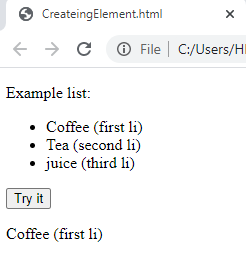 CreateingElement.html
File | C:/Users/H
Example list:
• Coffee (first li)
• Tea (second li)
• juice (third li)
Try it
Coffee (first li)